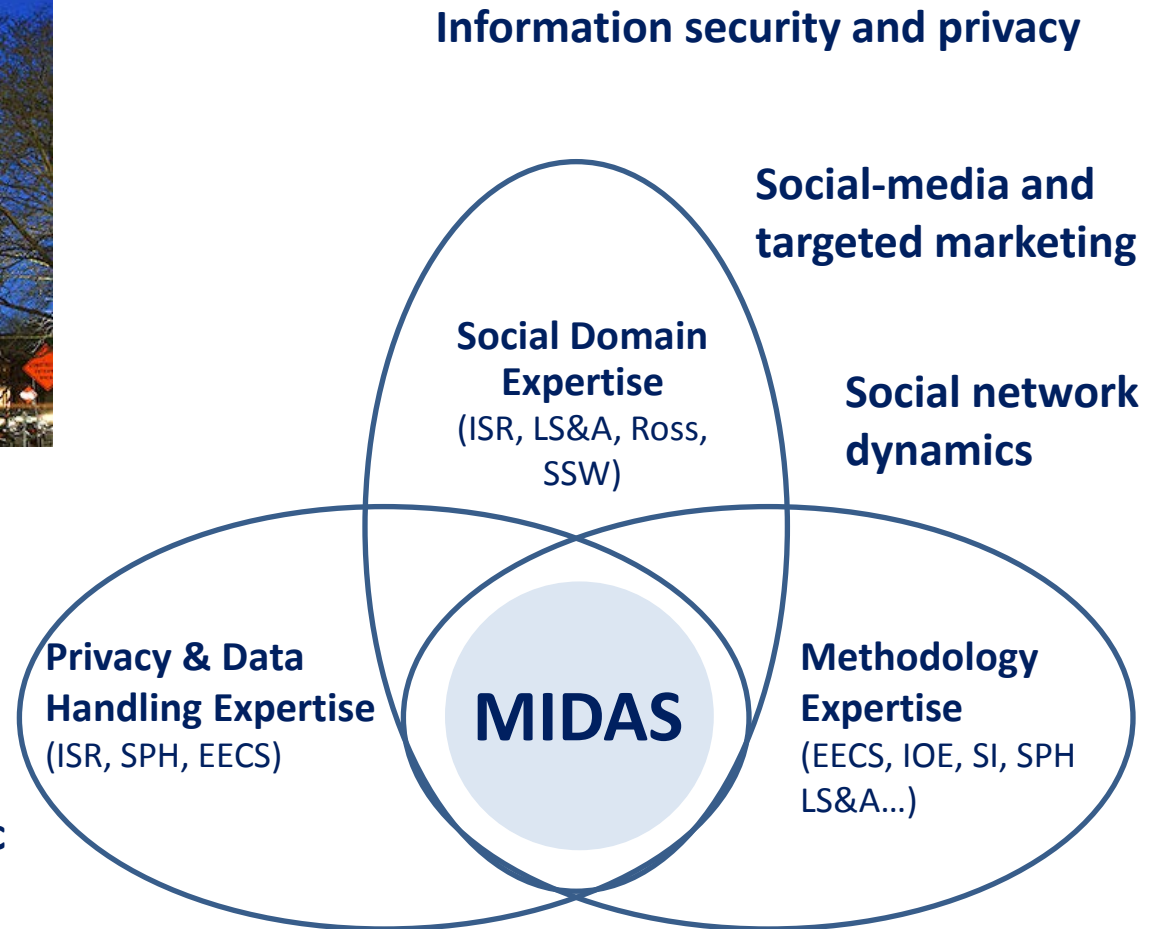 Information security and privacy
Social-media and
targeted marketing
Social Domain
Expertise
(ISR, LS&A, Ross,
SSW)
Social network
dynamics
Privacy & Data
Handling Expertise
(ISR, SPH, EECS)
MIDAS
Methodology
Expertise
(EECS, IOE, SI, SPH
LS&A…)
c